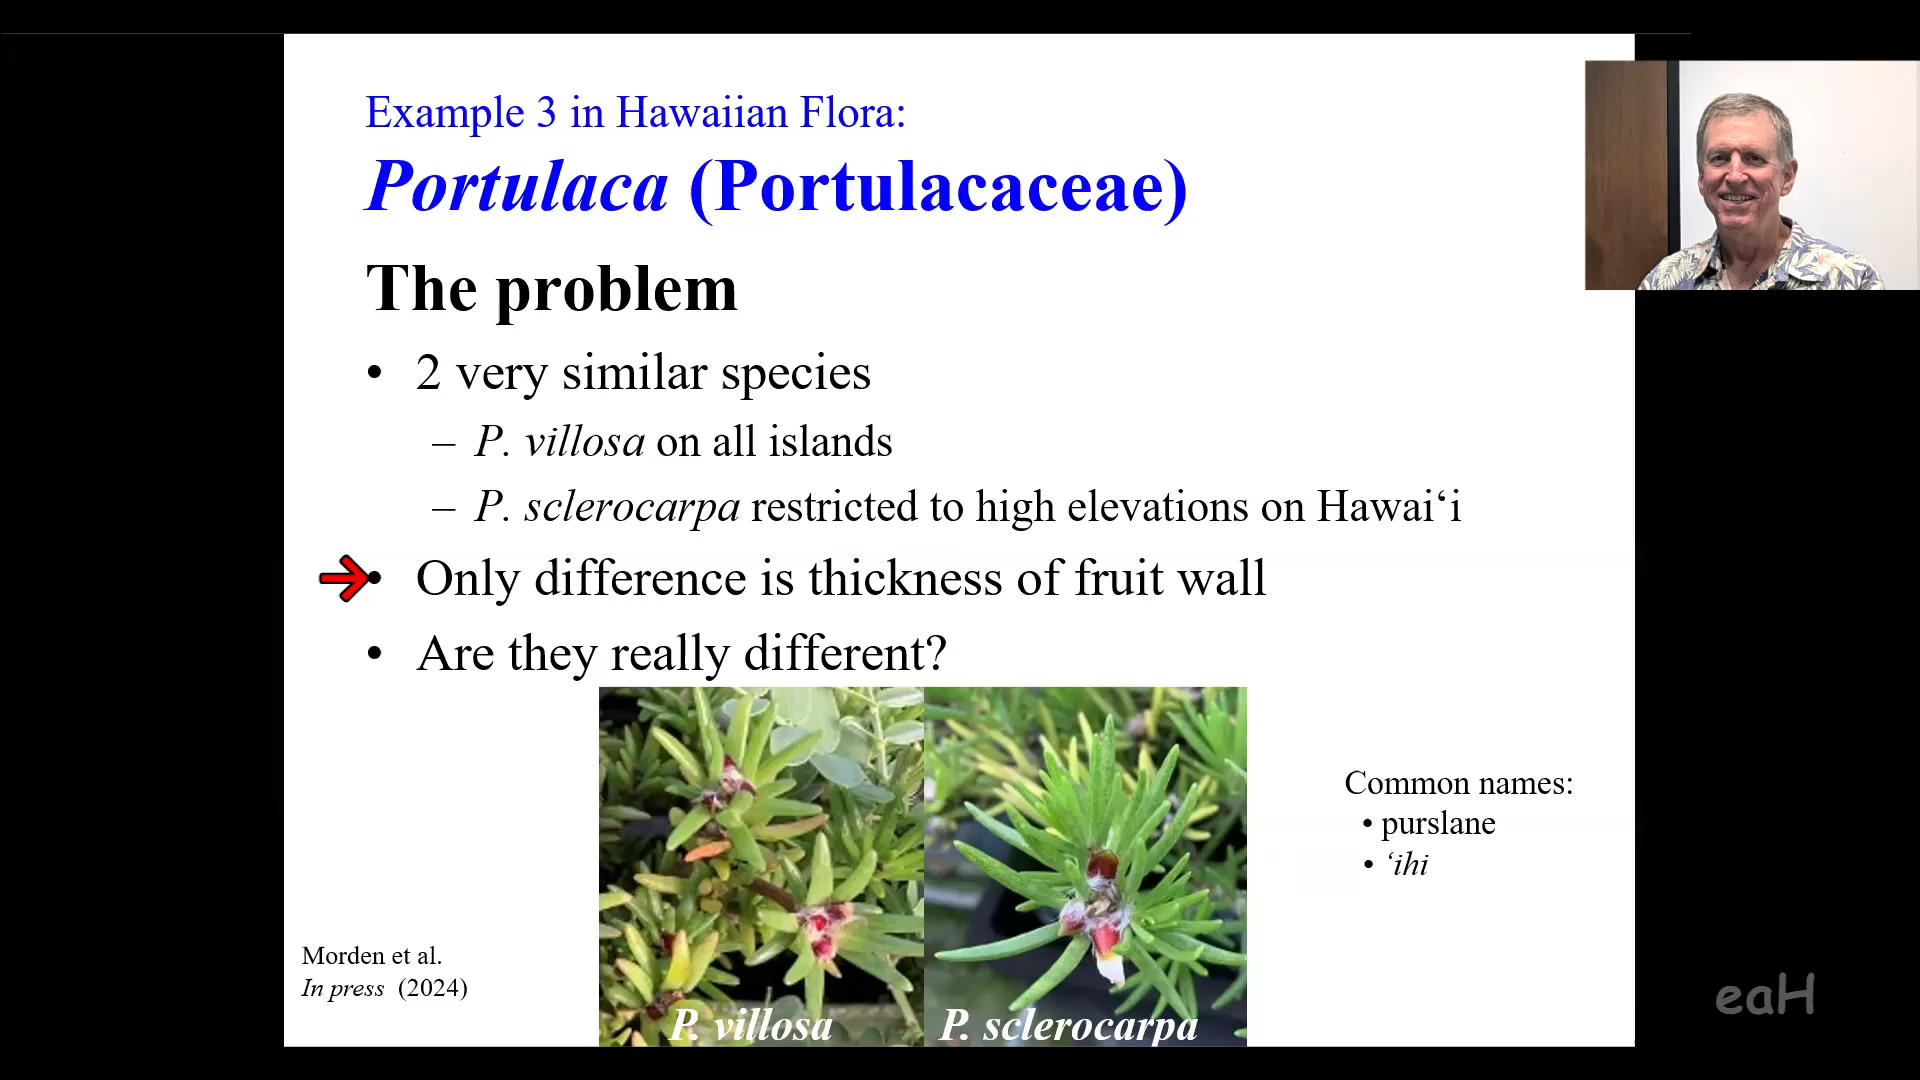 Example 3 in Hawaiian Flora:
Portulaca (Portulacaceae)
The problem
• 2 very similar species
– P. villosa on all islands
– P. sclerocarpa restricted to high elevations on Hawai‘i
• Only difference is thickness of fruit wall
• Are they really different?
Common names:
• purslane
• ‘ihi
Morden et al.
In press (2024)
P. villosa
P. sclerocarpa
eaH